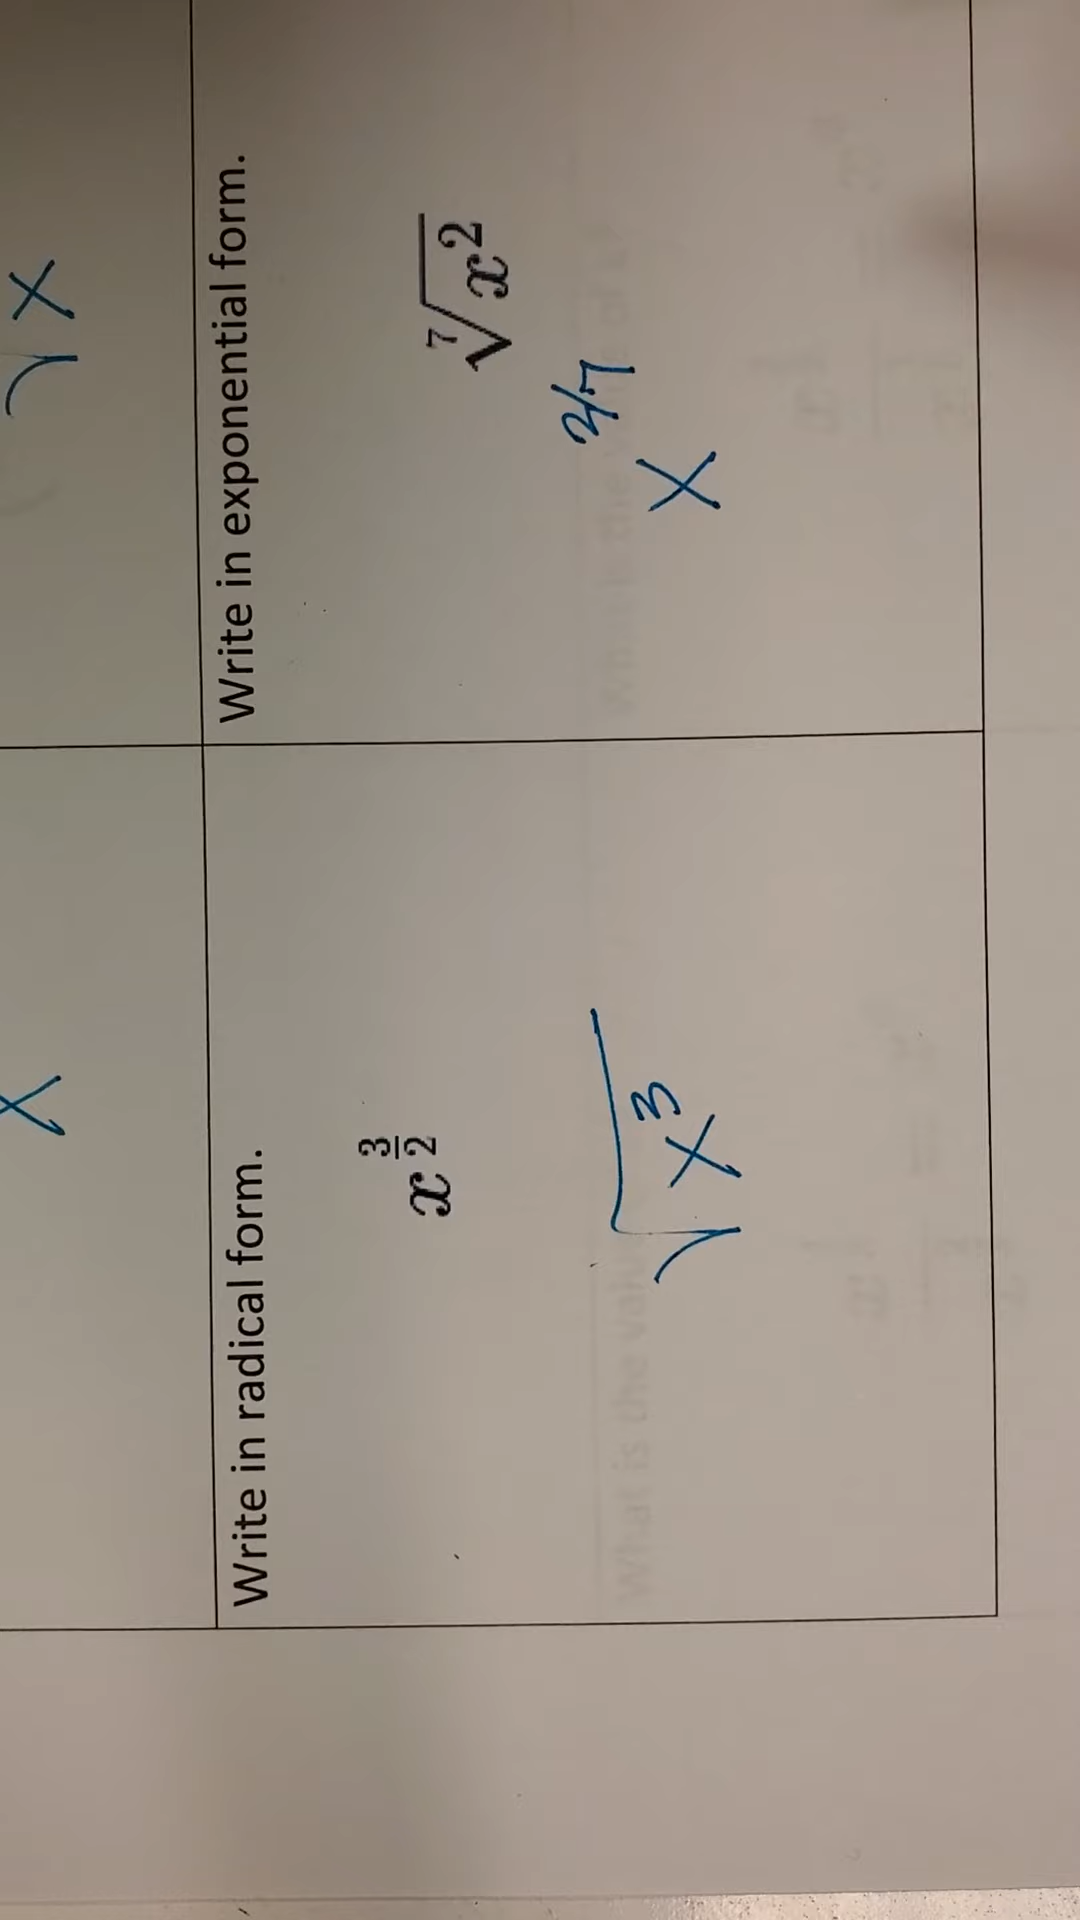 x
√x
Write in radical form.
x^{3/2}
√x³
Write in exponential form.
⁷√x²
x^{2/7}